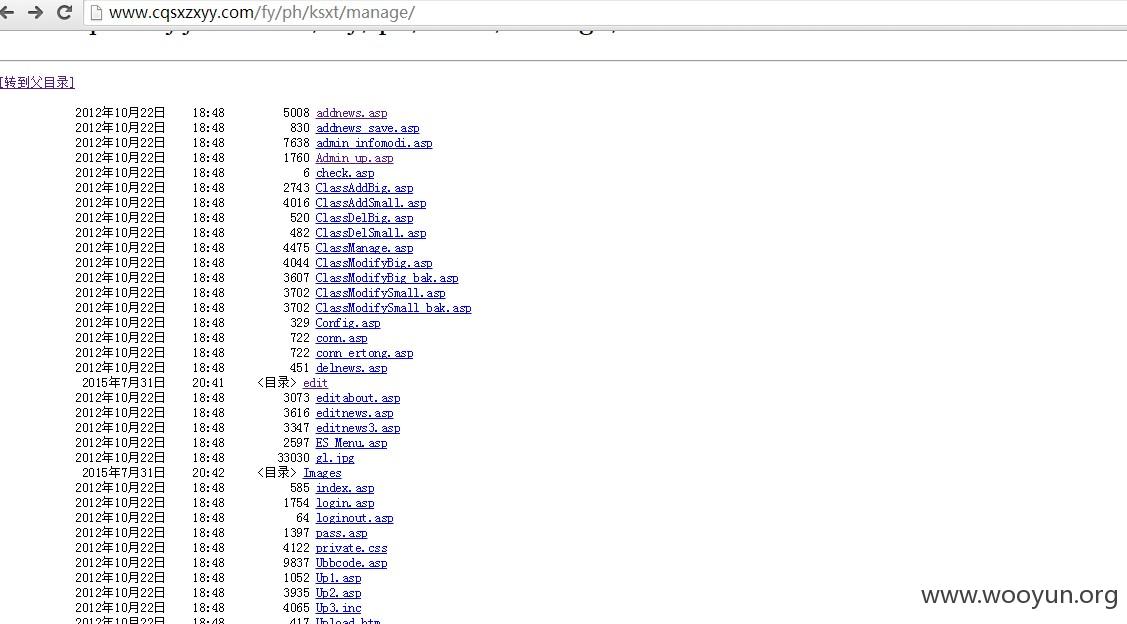 www.cqsxzxyy.com/fy/ph/ksxt/manage/
[转到父目录]
2012年10月22日 18:48 5008 addnews.asp
2012年10月22日 18:48 830 addnews_save.asp
2012年10月22日 18:48 7638 admin_infomodi.asp
2012年10月22日 18:48 1760 Admin_up.asp
2012年10月22日 18:48 6 check.asp
2012年10月22日 18:48 2743 ClassAddBig.asp
2012年10月22日 18:48 4016 ClassAddSmall.asp
2012年10月22日 18:48 520 ClassDelBig.asp
2012年10月22日 18:48 482 ClassDelSmall.asp
2012年10月22日 18:48 4475 ClassManage.asp
2012年10月22日 18:48 4044 ClassModifyBig.asp
2012年10月22日 18:48 3607 ClassModifyBig_bak.asp
2012年10月22日 18:48 3702 ClassModifySmall.asp
2012年10月22日 18:48 3702 ClassModifySmall_bak.asp
2012年10月22日 18:48 329 Config.asp
2012年10月22日 18:48 722 conn.asp
2012年10月22日 18:48 722 conn_ertong.asp
2012年10月22日 18:48 451 delnews.asp
2015年7月31日 20:41 <目录> edit
2012年10月22日 18:48 3073 editabout.asp
2012年10月22日 18:48 3616 editnews.asp
2012年10月22日 18:48 3347 editnews3.asp
2012年10月22日 18:48 2597 ES_Menu.asp
2012年10月22日 18:48 33030 gl.jpg
2015年7月31日 20:42 <目录> Images
2012年10月22日 18:48 585 index.asp
2012年10月22日 18:48 1754 login.asp
2012年10月22日 18:48 64 loginout.asp
2012年10月22日 18:48 1397 pass.asp
2012年10月22日 18:48 4122 private.css
2012年10月22日 18:48 9837 Ubbcode.asp
2012年10月22日 18:48 1052 Up1.asp
2012年10月22日 18:48 3935 Up2.asp
2012年10月22日 18:48 4065 Up3.inc
2012年10月22日 18:48 417 Upload.htm
www.wooyun.org